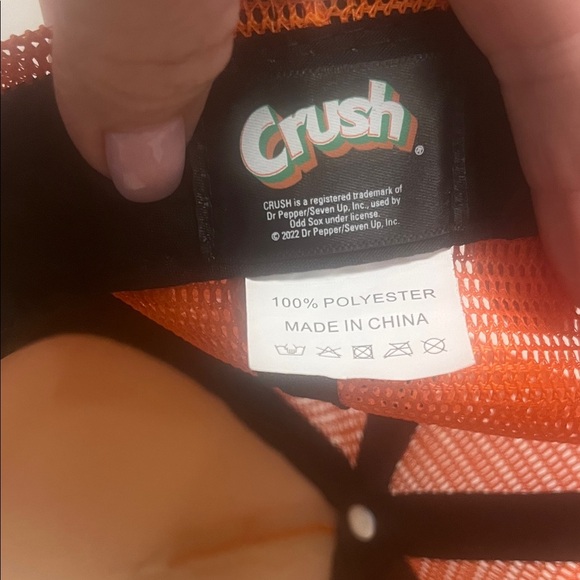 Crush®
CRUSH is a registered trademark of
Dr Pepper/Seven Up, Inc., used by
Odd Sox under license.
© 2022 Dr Pepper/Seven Up, Inc.
100% POLYESTER
MADE IN CHINA